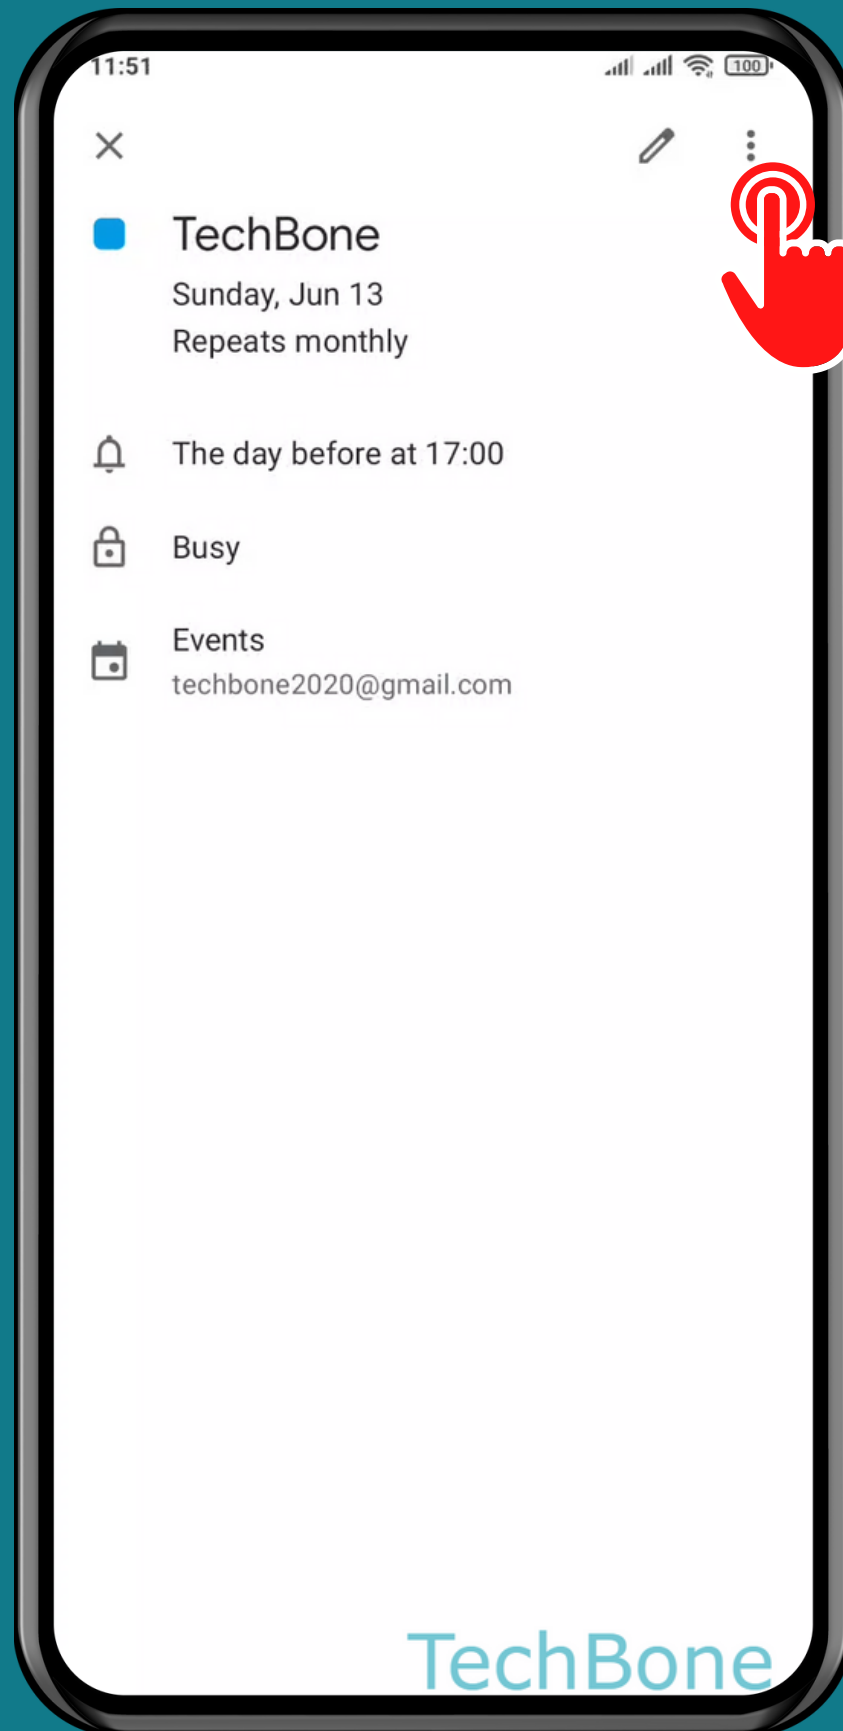 11:51
100
TechBone
Sunday, Jun 13
Repeats monthly
The day before at 17:00
Busy
Events
techbone2020@gmail.com
TechBone